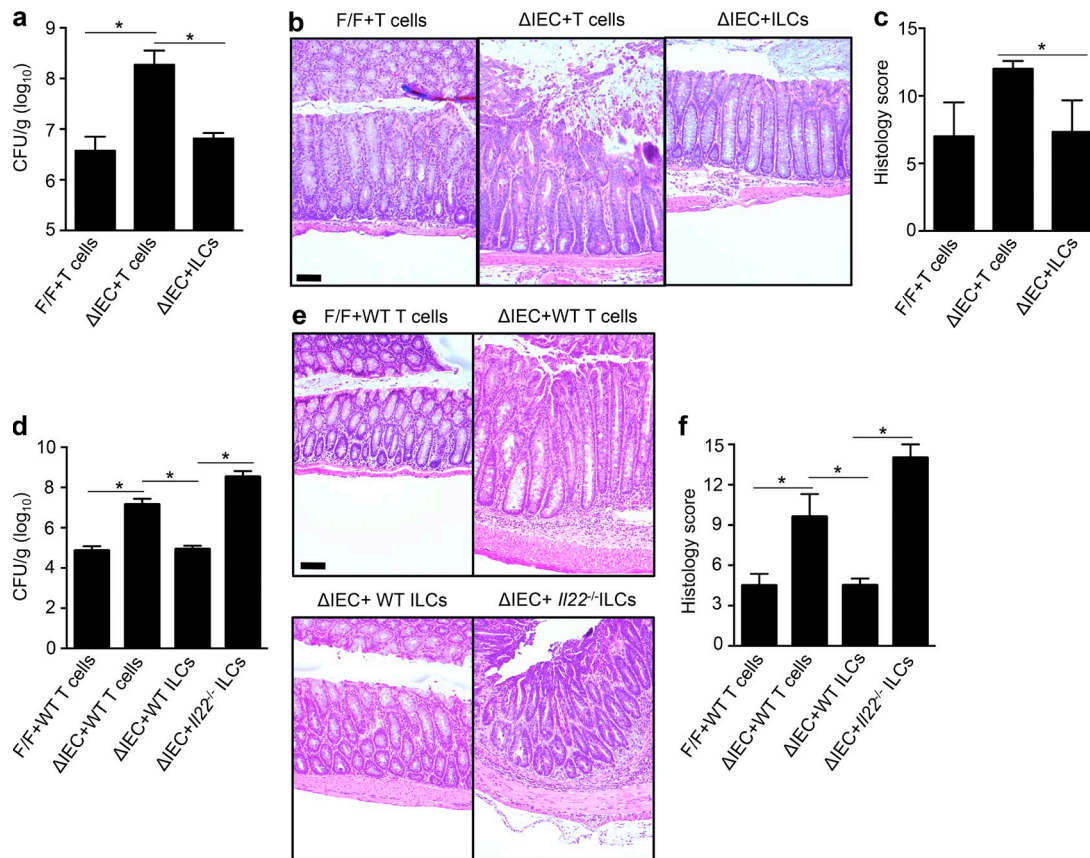 a
*
*
CFU/g (log10)
9
8
7
6
5
F/F+T cells
ΔIEC+T cells
ΔIEC+ILCs
b
F/F+T cells
ΔIEC+T cells
ΔIEC+ILCs
c
*
Histology score
15
10
5
0
F/F+T cells
ΔIEC+T cells
ΔIEC+ILCs
d
*
*
*
CFU/g (log10)
10
8
6
4
2
0
F/F+WT T cells
ΔIEC+WT T cells
ΔIEC+WT ILCs
ΔIEC+Il22-/- ILCs
e
F/F+WT T cells
ΔIEC+WT T cells
ΔIEC+ WT ILCs
ΔIEC+ Il22-/-ILCs
f
*
*
*
Histology score
15
12
9
6
3
0
F/F+WT T cells
ΔIEC+WT T cells
ΔIEC+WT ILCs
ΔIEC+Il22-/- ILCs